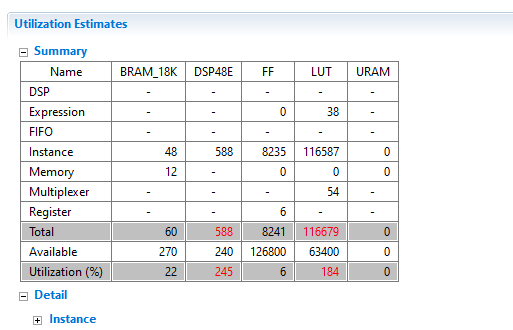 Utilization Estimates
Summary
Name BRAM_18K DSP48E FF LUT URAM
DSP - - - - -
Expression - - 0 38 -
FIFO - - - - -
Instance 48 588 8235 116587 0
Memory 12 - 0 0 0
Multiplexer - - - 54 -
Register - - 6 - -
Total 60 588 8241 116679 0
Available 270 240 126800 63400 0
Utilization (%) 22 245 6 184 0
Detail
Instance